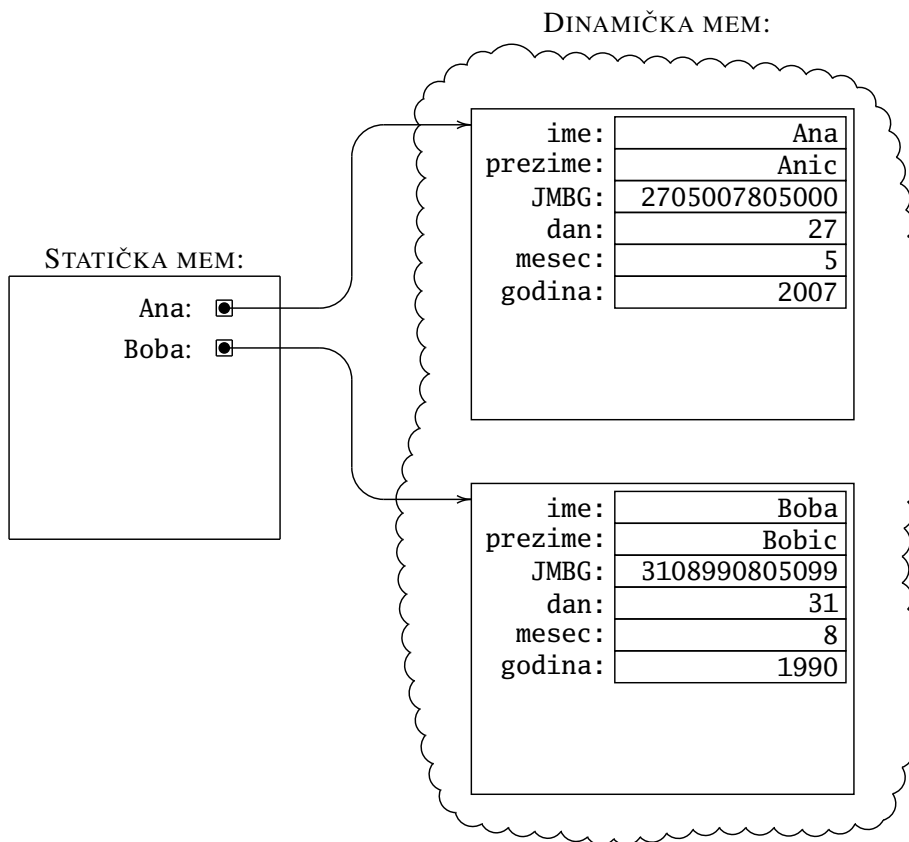 DINAMIČKA MEM:
ime: Ana
prezime: Anic
JMBG: 2705007805000
dan: 27
mesec: 5
godina: 2007
STATIČKA MEM:
Ana:
Boba:
ime: Boba
prezime: Bobic
JMBG: 3108990805099
dan: 31
mesec: 8
godina: 1990